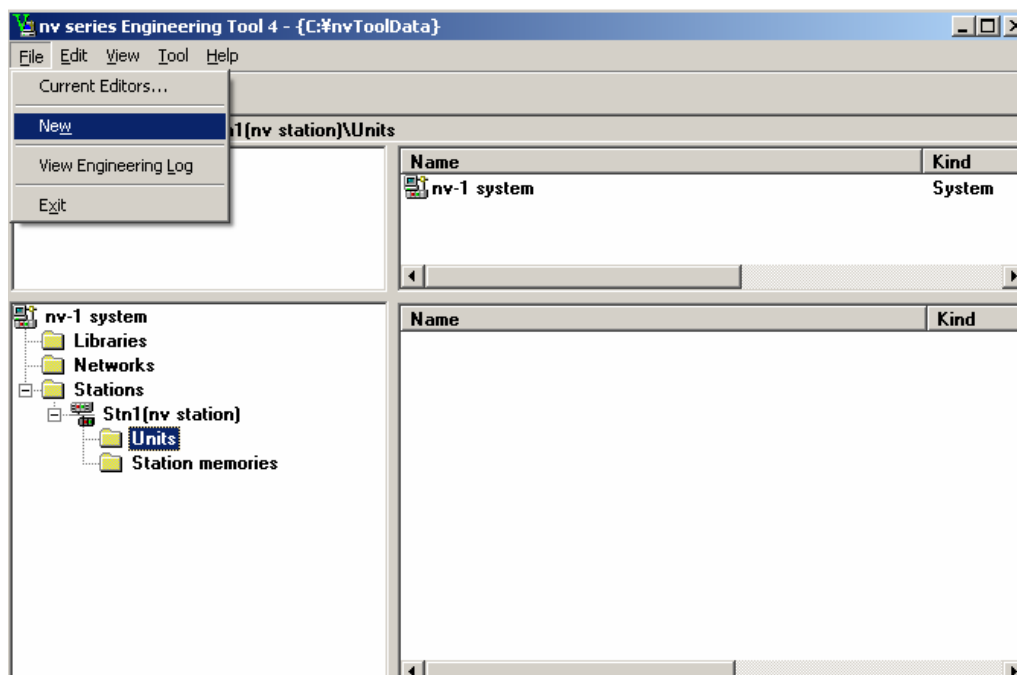 nv series Engineering Tool 4 - {C:¥nvToolData}
File Edit View Tool Help
Current Editors...
New
View Engineering Log
Exit
1(nv station)\Units
Name Kind
nv-1 system System
nv-1 system
Libraries
Networks
Stations
Stn1(nv station)
Units
Station memories
Name Kind